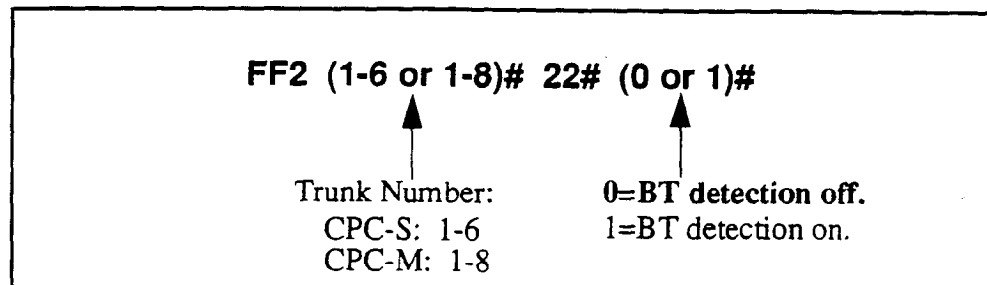 FF2 (1-6 or 1-8)# 22# (0 or 1)#
Trunk Number:
CPC-S: 1-6
CPC-M: 1-8
0=BT detection off.
1=BT detection on.